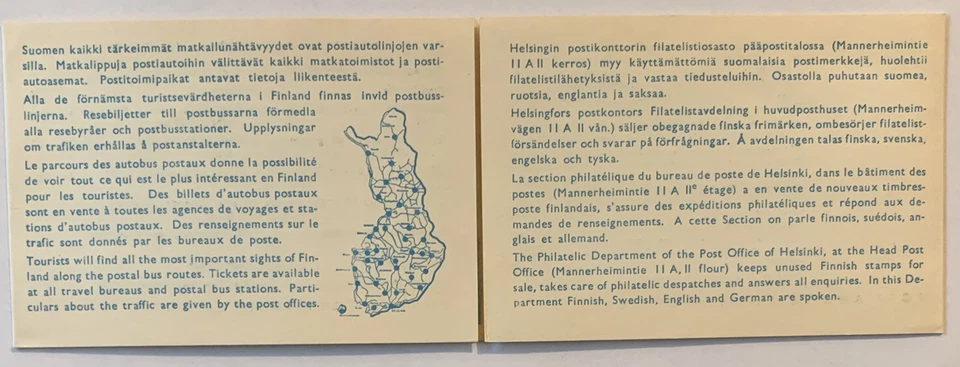 Suomen kaikki tärkeimmät matkailunähtävyydet ovat postiautolinjojen var-
silla. Matkalippuja postiautoihin välittävät kaikki matkatoimistot ja posti-
autoasemat. Postitoimipaikat antavat tietoja liikenteestä.
Alla de förnämsta turistsevärdheterna i Finland finnas invid postbuss-
linjerna. Resebiljetter till postbussarna förmedla
alla resebyråer och postbusstationer. Upplysningar
om trafiken erhållas å postanstalterna.
Le parcours des autobus postaux donne la possibilité
de voir tout ce qui est le plus intéressant en Finland
pour les touristes. Des billets d'autobus postaux
sont en vente à toutes les agences de voyages et sta-
tions d'autobus postaux. Des renseignements sur le
trafic sont donnés par les bureaux de poste.
Tourists will find all the most important sights of Fin-
land along the postal bus routes. Tickets are available
at all travel bureaus and postal bus stations. Parti-
culars about the traffic are given by the post offices.
Helsingin postikonttorin filatelistiosasto pääpostitalossa (Mannerheimintie
11 A II kerros) myy käyttämättömiä suomalaisia postimerkkejä, huolehtii
filatelistilähetyksistä ja vastaa tiedusteluihin. Osastolla puhutaan suomea,
ruotsia, englantia ja saksaa.
Helsingfors postkontors Filatelistavdelning i huvudposthuset (Mannerheim-
vägen 11 A II vån.) säljer obegagnade finska frimärken, ombesörjer filatelist-
försändelser och svarar på förfrågningar. Å avdelningen talas finska, svenska,
engelska och tyska.
La section philatélique du bureau de poste de Helsinki, dans le bâtiment des
postes (Mannerheimintie 11 A IIe étage) a en vente de nouveaux timbres-
poste finlandais, s'assure des expéditions philatéliques et répond aux de-
mandes de renseignements. A cette Section on parle finnois, suédois, an-
glais et allemand.
The Philatelic Department of the Post Office of Helsinki, at the Head Post
Office (Mannerheimintie 11 A, II flour) keeps unused Finnish stamps for
sale, takes care of philatelic despatches and answers all enquiries. In this De-
partment Finnish, Swedish, English and German are spoken.